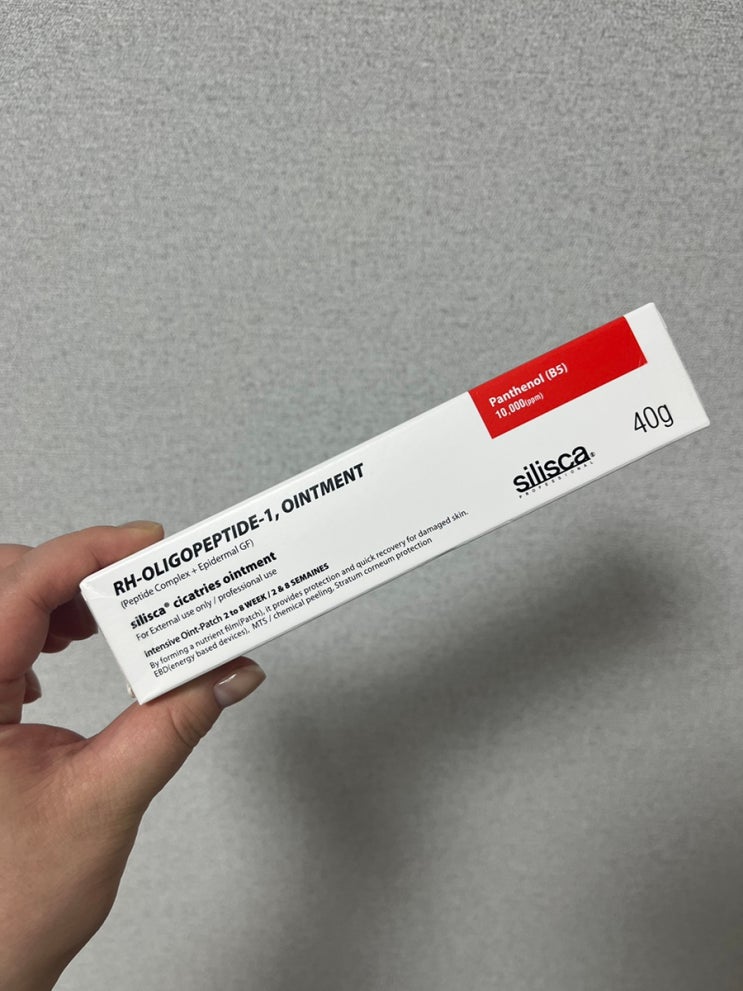 Panthenol (B5)
10,000(ppm)
40g
silisca®
PROFESSIONAL
RH-OLIGOPEPTIDE-1, OINTMENT
(Peptide Complex + Epidermal GF)
silisca® cicatries ointment
For External use only / professional use
intensive Oint-Patch 2 to 8 WEEK / 2 & 8 SEMAINES
By forming a nutrient film(Patch), it provides protection and quick recovery for damaged skin.
EBD(energy based devices), MTS / chemical peeling, Stratum corneum protection